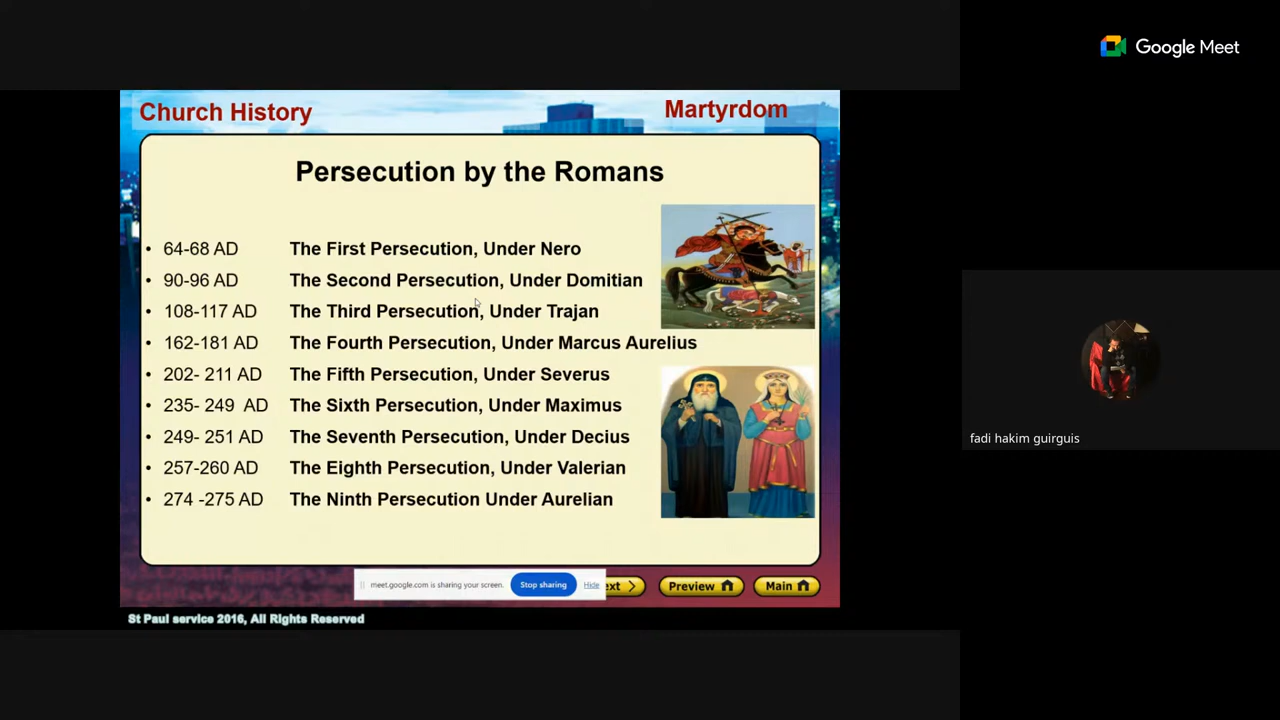 Google Meet
Church History
Martyrdom
Persecution by the Romans
• 64-68 AD The First Persecution, Under Nero
• 90-96 AD The Second Persecution, Under Domitian
• 108-117 AD The Third Persecution, Under Trajan
• 162-181 AD The Fourth Persecution, Under Marcus Aurelius
• 202- 211 AD The Fifth Persecution, Under Severus
• 235- 249 AD The Sixth Persecution, Under Maximus
• 249- 251 AD The Seventh Persecution, Under Decius
• 257-260 AD The Eighth Persecution, Under Valerian
• 274 -275 AD The Ninth Persecution Under Aurelian
fadi hakim guirguis
meet.google.com is sharing your screen. Stop sharing Hide
ext Preview Main
St Paul service 2016, All Rights Reserved